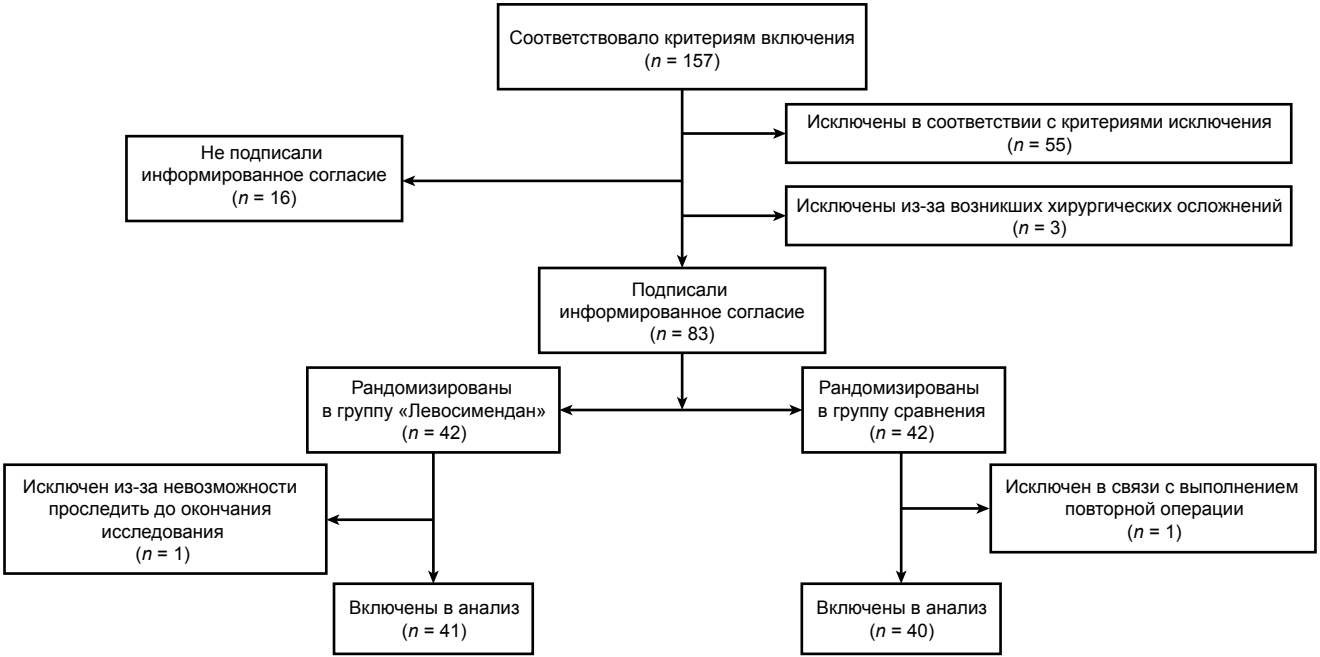 Соответствовало критериям включения
(n = 157)
Исключены в соответствии с критериями исключения
(n = 55)
Не подписали
информированное согласие
(n = 16)
Исключены из-за возникших хирургических осложнений
(n = 3)
Подписали
информированное согласие
(n = 83)
Рандомизированы
в группу «Левосимендан»
(n = 42)
Рандомизированы
в группу сравнения
(n = 42)
Исключен из-за невозможности
проследить до окончания
исследования
(n = 1)
Исключен в связи с выполнением
повторной операции
(n = 1)
Включены в анализ
(n = 41)
Включены в анализ
(n = 40)